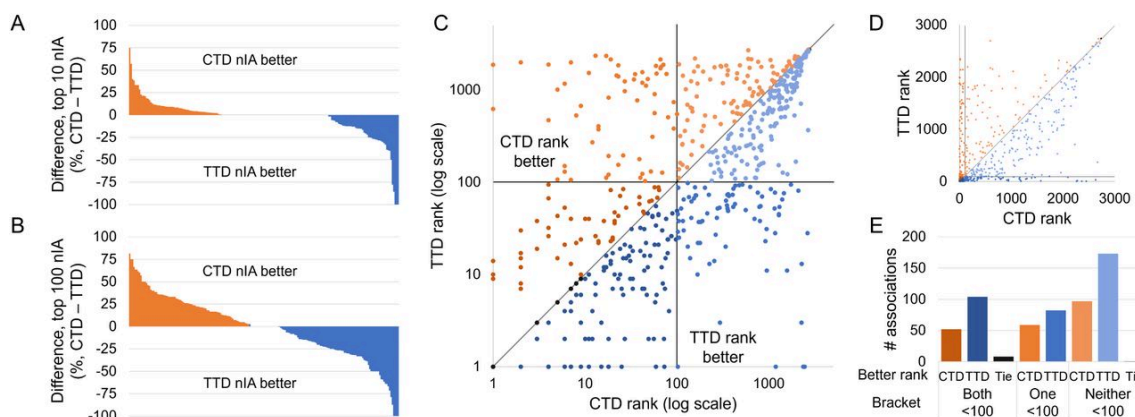 A
Difference, top 10 nIA
(%, CTD – TTD)
100
75
50
25
0
-25
-50
-75
-100
CTD nIA better
TTD nIA better
B
Difference, top 100 nIA
(%, CTD – TTD)
100
75
50
25
0
-25
-50
-75
-100
CTD nIA better
TTD nIA better
C
TTD rank (log scale)
1000
100
10
1
CTD rank
better
TTD rank
better
1 10 100 1000
CTD rank (log scale)
D
TTD rank
3000
2000
1000
0
0 1000 2000 3000
CTD rank
E
# associations
200
150
100
50
0
Better rank CTD TTD Tie CTD TTD CTD TTD Ti
Bracket Both One Neither
<100 <100 <100